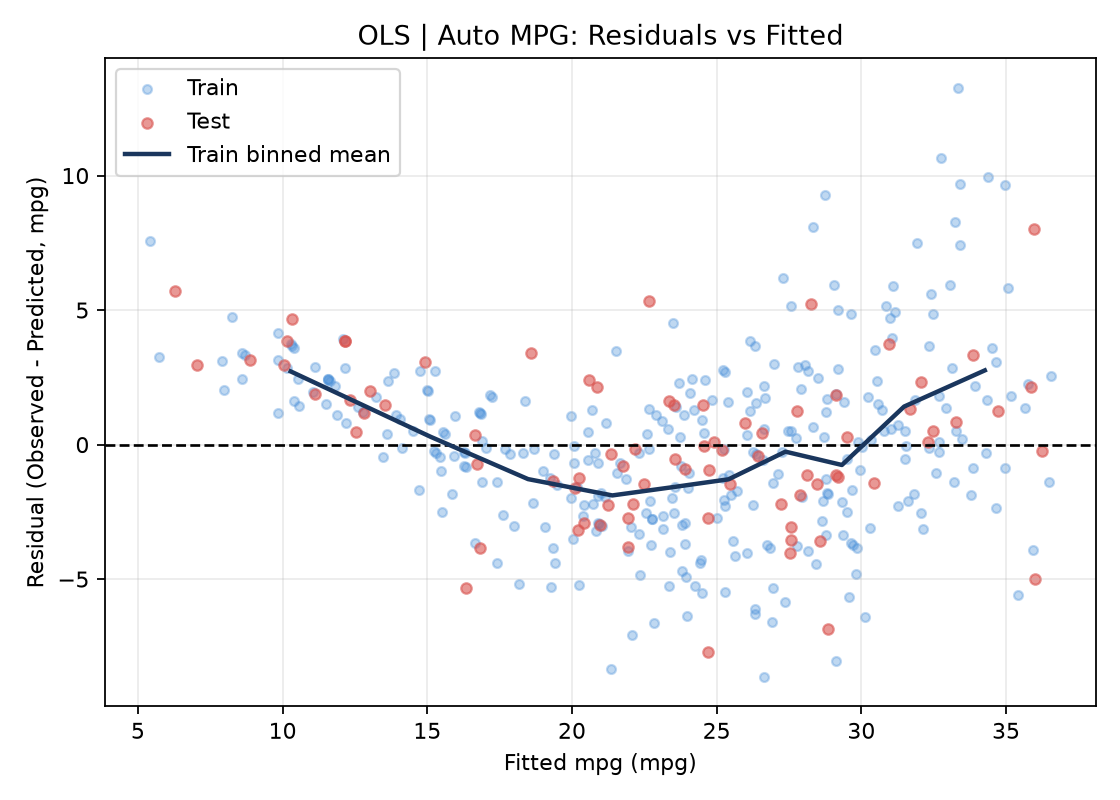 OLS | Auto MPG: Residuals vs Fitted
Train
Test
Train binned mean
10
5
0
−5
Residual (Observed - Predicted, mpg)
5
10
15
20
25
30
35
Fitted mpg (mpg)